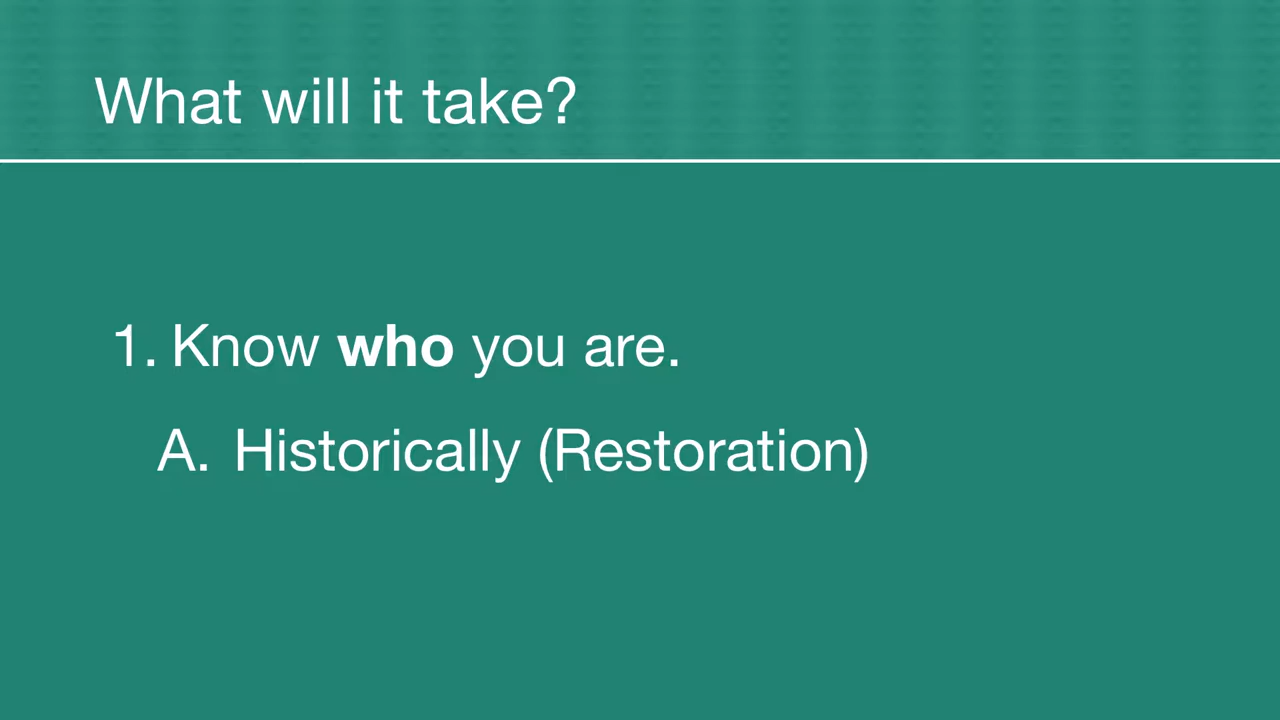 What will it take?
1. Know who you are.
A. Historically (Restoration)